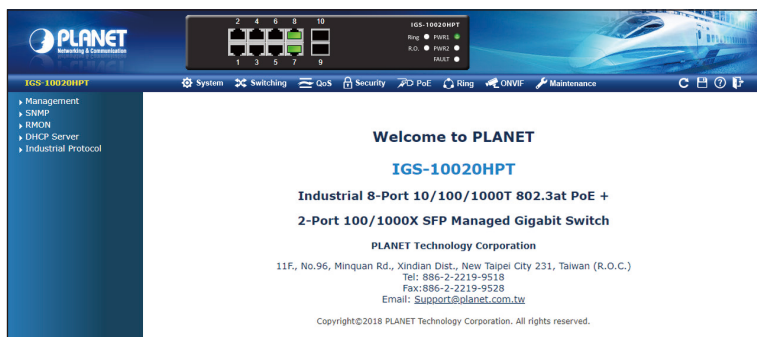 2 4 6 8 10
IGS-10020HPT
Ring PWR1
R.O. PWR2
FAULT
1 3 5 7 9
PLANET
Networking & Communication
IGS-10020HPT
System Switching QoS Security PoE Ring ONVIF Maintenance
Management
SNMP
RMON
DHCP Server
Industrial Protocol
Welcome to PLANET
IGS-10020HPT
Industrial 8-Port 10/100/1000T 802.3at PoE +
2-Port 100/1000X SFP Managed Gigabit Switch
PLANET Technology Corporation
11F., No.96, Minquan Rd., Xindian Dist., New Taipei City 231, Taiwan (R.O.C.)
Tel: 886-2-2219-9518
Fax:886-2-2219-9528
Email: Support@planet.com.tw
Copyright©2018 PLANET Technology Corporation. All rights reserved.